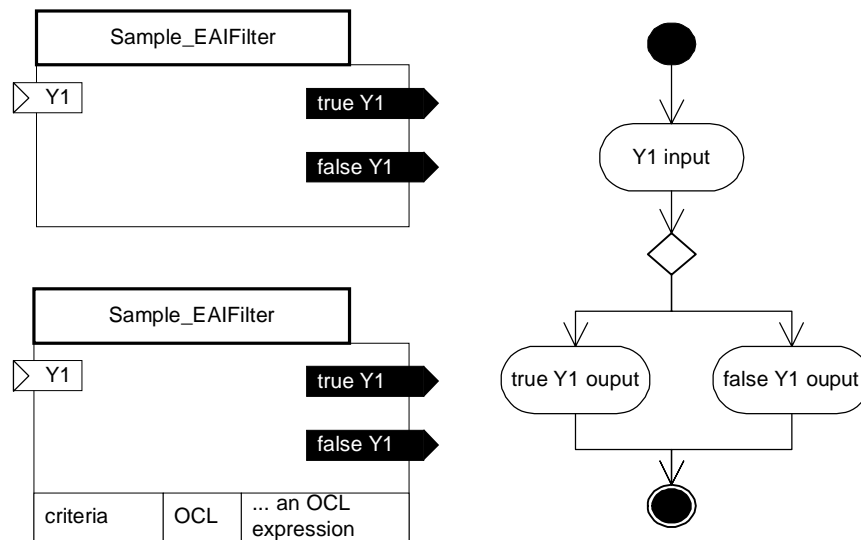 Sample_EAIFilter
Y1
true Y1
false Y1
Sample_EAIFilter
Y1
true Y1
false Y1
criteria
OCL
... an OCL
expression
Y1 input
true Y1 ouput
false Y1 ouput